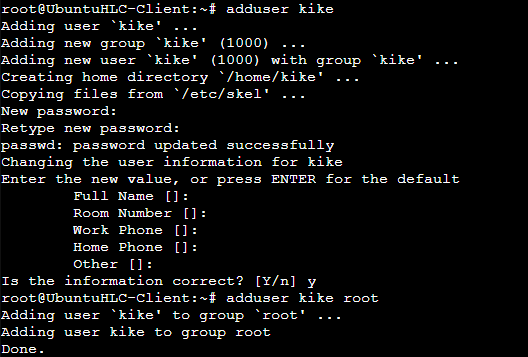 root@UbuntuHLC-Client:~# adduser kike
Adding user `kike' ...
Adding new group `kike' (1000) ...
Adding new user `kike' (1000) with group `kike' ...
Creating home directory `/home/kike' ...
Copying files from `/etc/skel' ...
New password:
Retype new password:
passwd: password updated successfully
Changing the user information for kike
Enter the new value, or press ENTER for the default
        Full Name []:
        Room Number []:
        Work Phone []:
        Home Phone []:
        Other []:
Is the information correct? [Y/n] y
root@UbuntuHLC-Client:~# adduser kike root
Adding user `kike' to group `root' ...
Adding user kike to group root
Done.